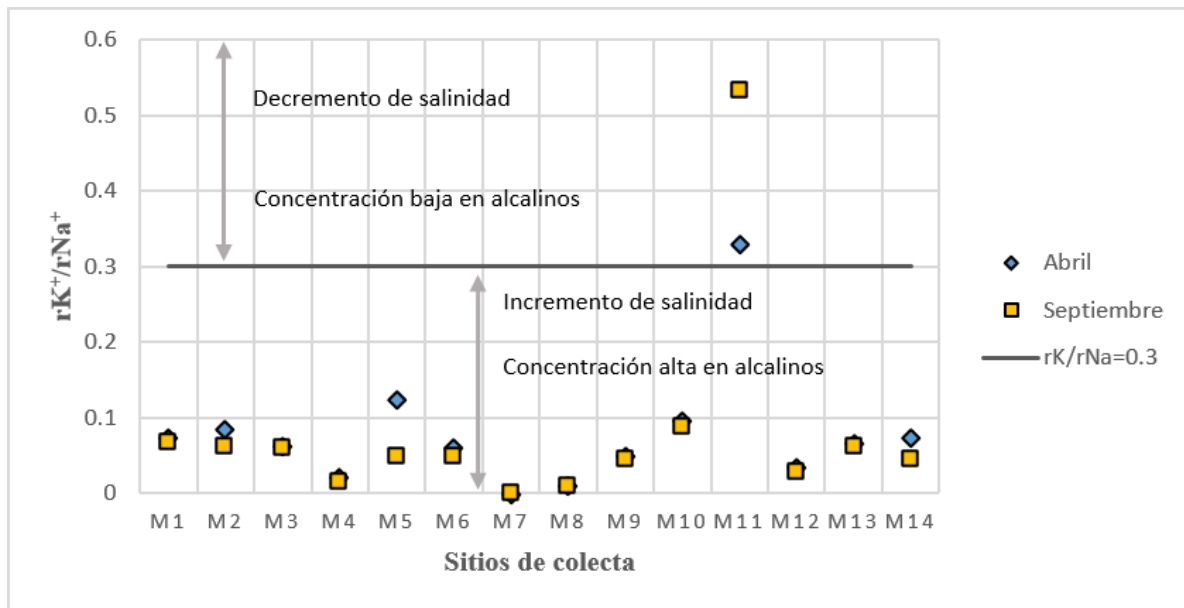 0.6
0.5
0.4
0.3
0.2
0.1
0
rK⁺/rNa⁺
Decremento de salinidad
Concentración baja en alcalinos
Incremento de salinidad
Concentración alta en alcalinos
M1 M2 M3 M4 M5 M6 M7 M8 M9 M10 M11 M12 M13 M14
Sitios de colecta
Abril
Septiembre
rK/rNa=0.3